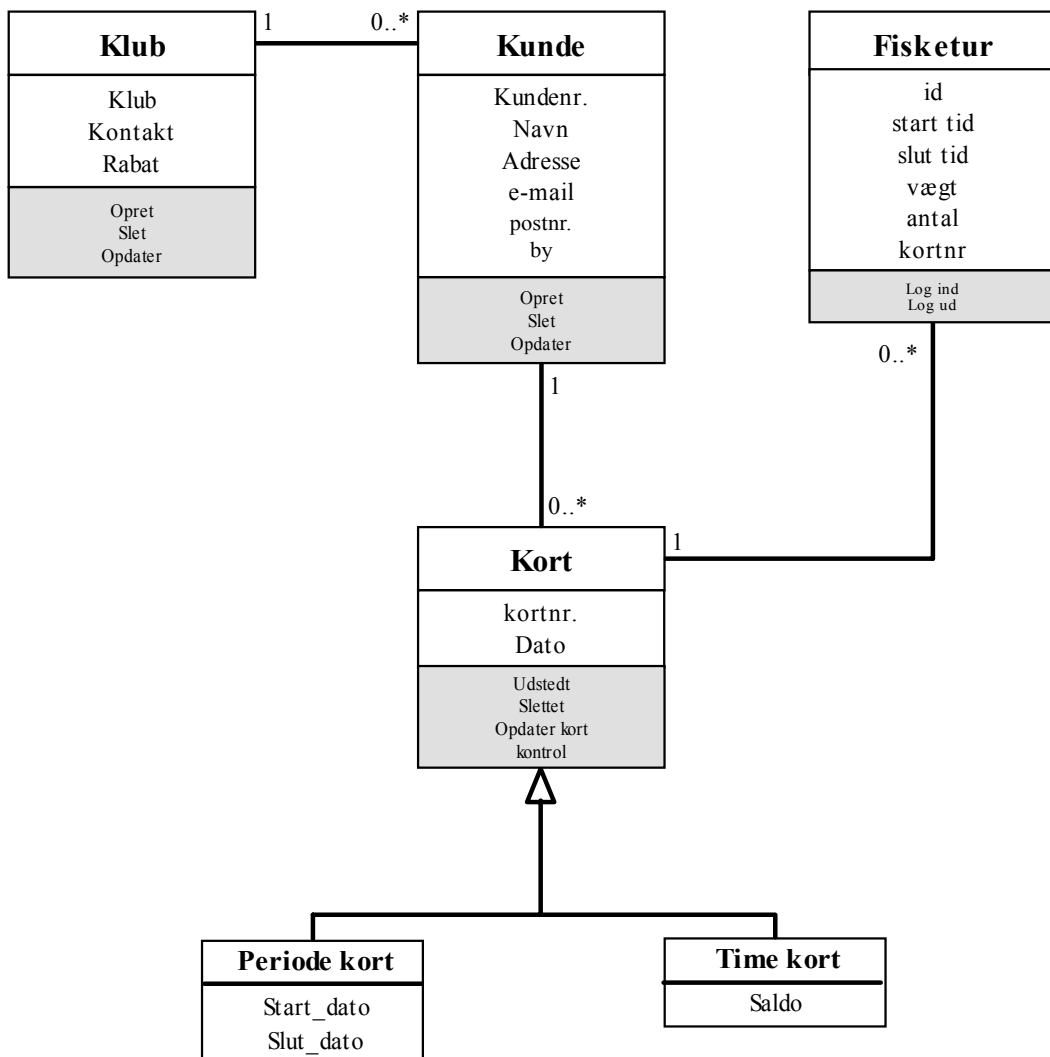 1
0..*
Klub
Klub
Kontakt
Rabat
Opret
Slet
Opdater
Kunde
Kundenr.
Navn
Adresse
e-mail
postnr.
by
Opret
Slet
Opdater
Fisketur
id
start tid
slut tid
vægt
antal
kortnr
Log ind
Log ud
0..*
1
0..*
1
Kort
kortnr.
Dato
Udstedt
Slettet
Opdater kort
kontrol
Periode kort
Start_dato
Slut_dato
Time kort
Saldo